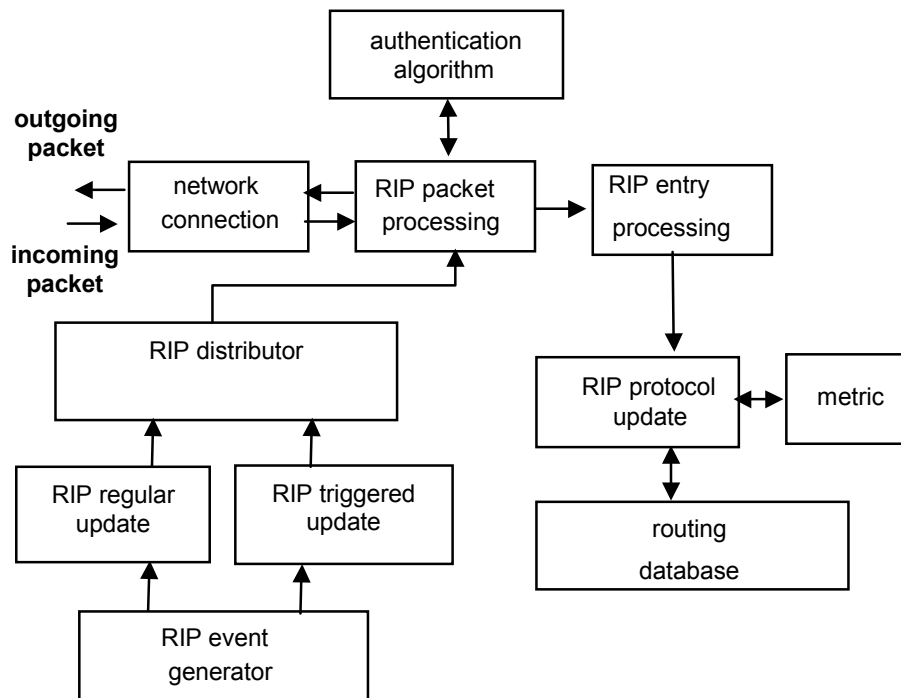 authentication
algorithm
outgoing
packet
network
connection
RIP packet
processing
RIP entry
processing
incoming
packet
RIP distributor
RIP protocol
update
metric
RIP regular
update
RIP triggered
update
routing
database
RIP event
generator